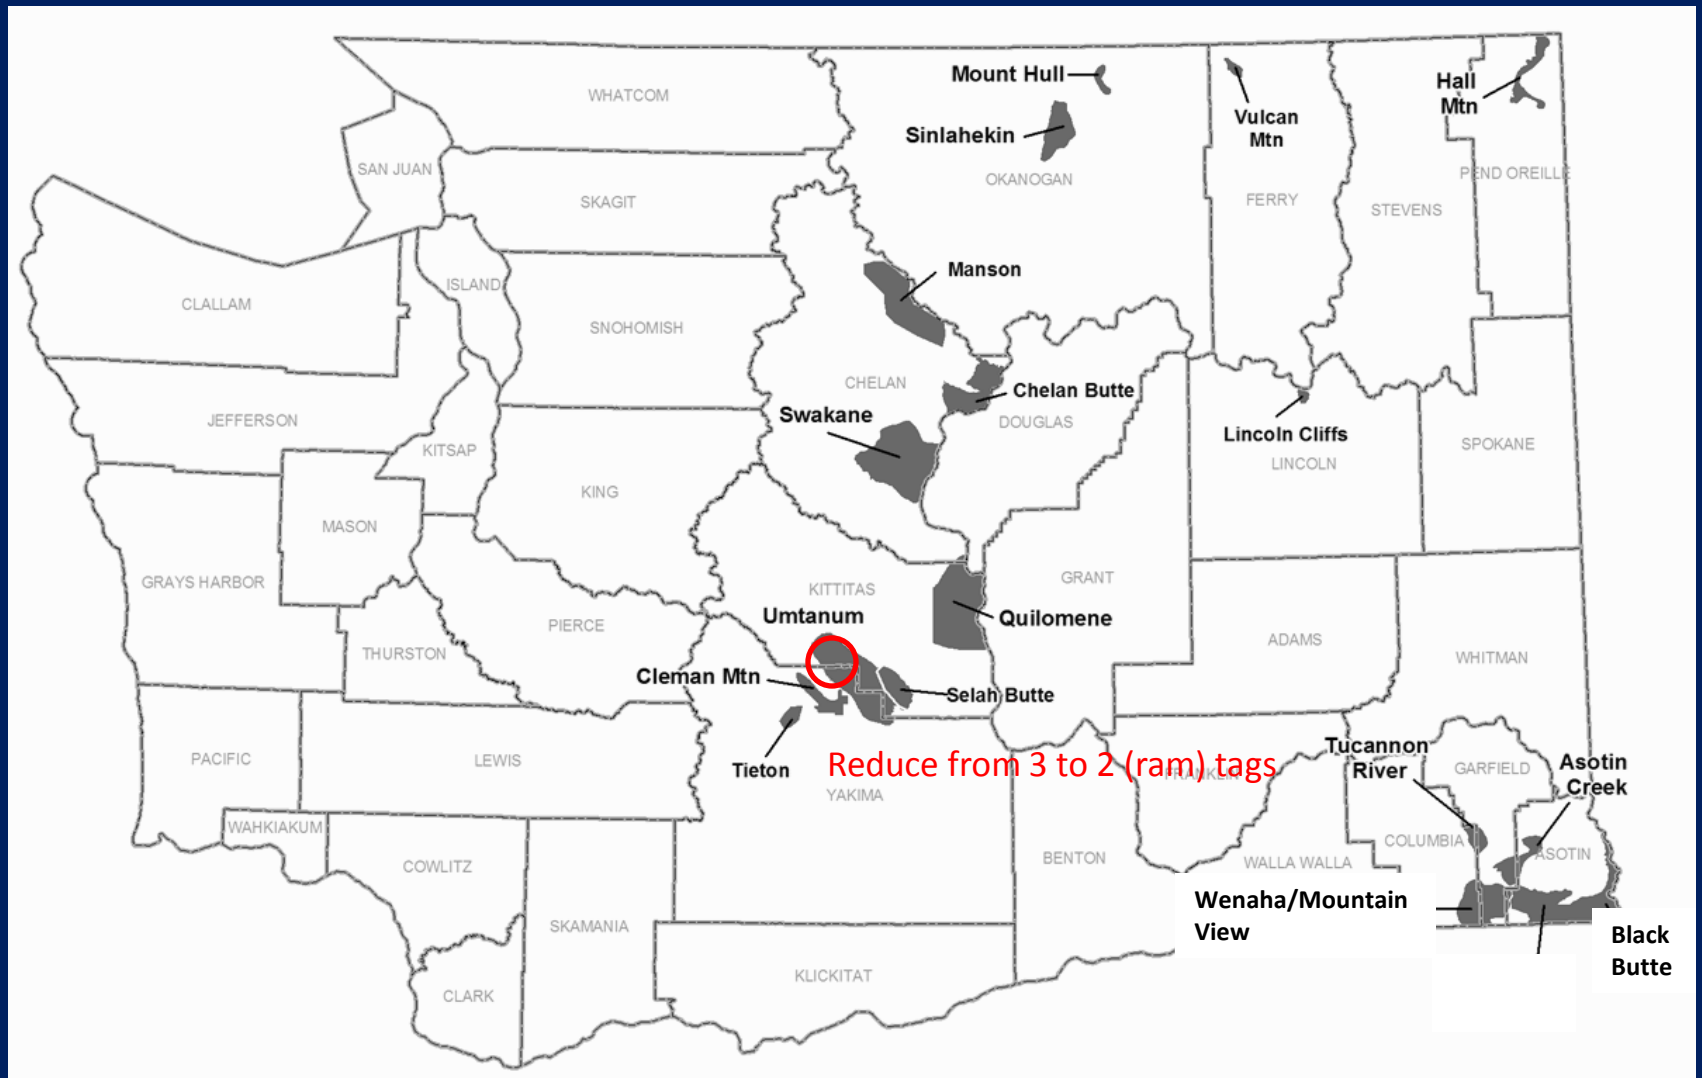 Mount Hull
Hall
Mtn
WHATCOM
Vulcan
Mtn
Sinlahekin
SAN JUAN
PEND OREILLE
OKANOGAN
SKAGIT
FERRY
STEVENS
Manson
ISLAND
CLALLAM
SNOHOMISH
CHELAN
Chelan Butte
Swakane
JEFFERSON
DOUGLAS
Lincoln Cliffs
KITSAP
SPOKANE
LINCOLN
KING
MASON
GRAYS HARBOR
KITTITAS
GRANT
Umtanum
Quilomene
PIERCE
ADAMS
THURSTON
WHITMAN
Cleman Mtn
Selah Butte
PACIFIC
LEWIS
Tieton
Reduce from 3 to 2 (ram) tags
FRANKLIN
Tucannon
River
GARFIELD
Asotin
Creek
YAKIMA
WAHKIAKUM
COLUMBIA
COWLITZ
BENTON
WALLA WALLA
ASOTIN
Wenaha/Mountain
View
SKAMANIA
Black
Butte
KLICKITAT
CLARK